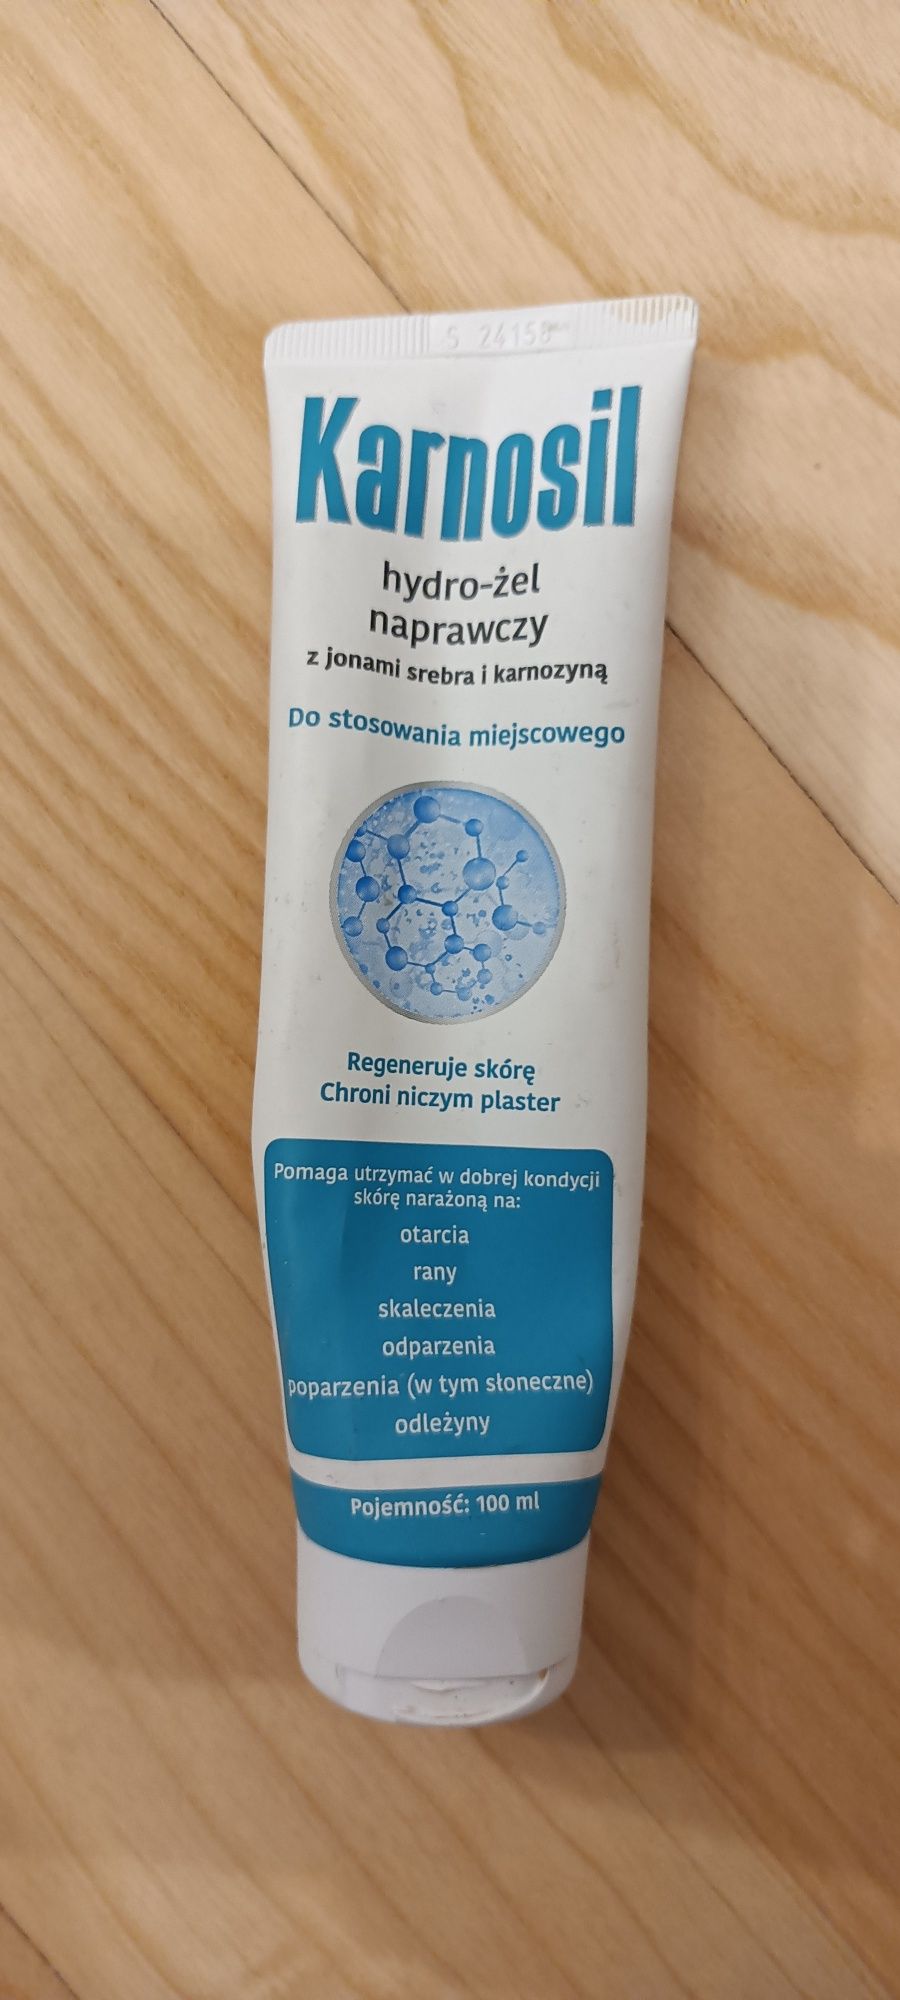 S 24158
Karnosil
hydro-żel
naprawczy
z jonami srebra i karnozyną
Do stosowania miejscowego
Regeneruje skórę
Chroni niczym plaster
Pomaga utrzymać w dobrej kondycji
skórę narażoną na:
otarcia
rany
skaleczenia
odparzenia
poparzenia (w tym słoneczne)
odleżyny
Pojemność: 100 ml